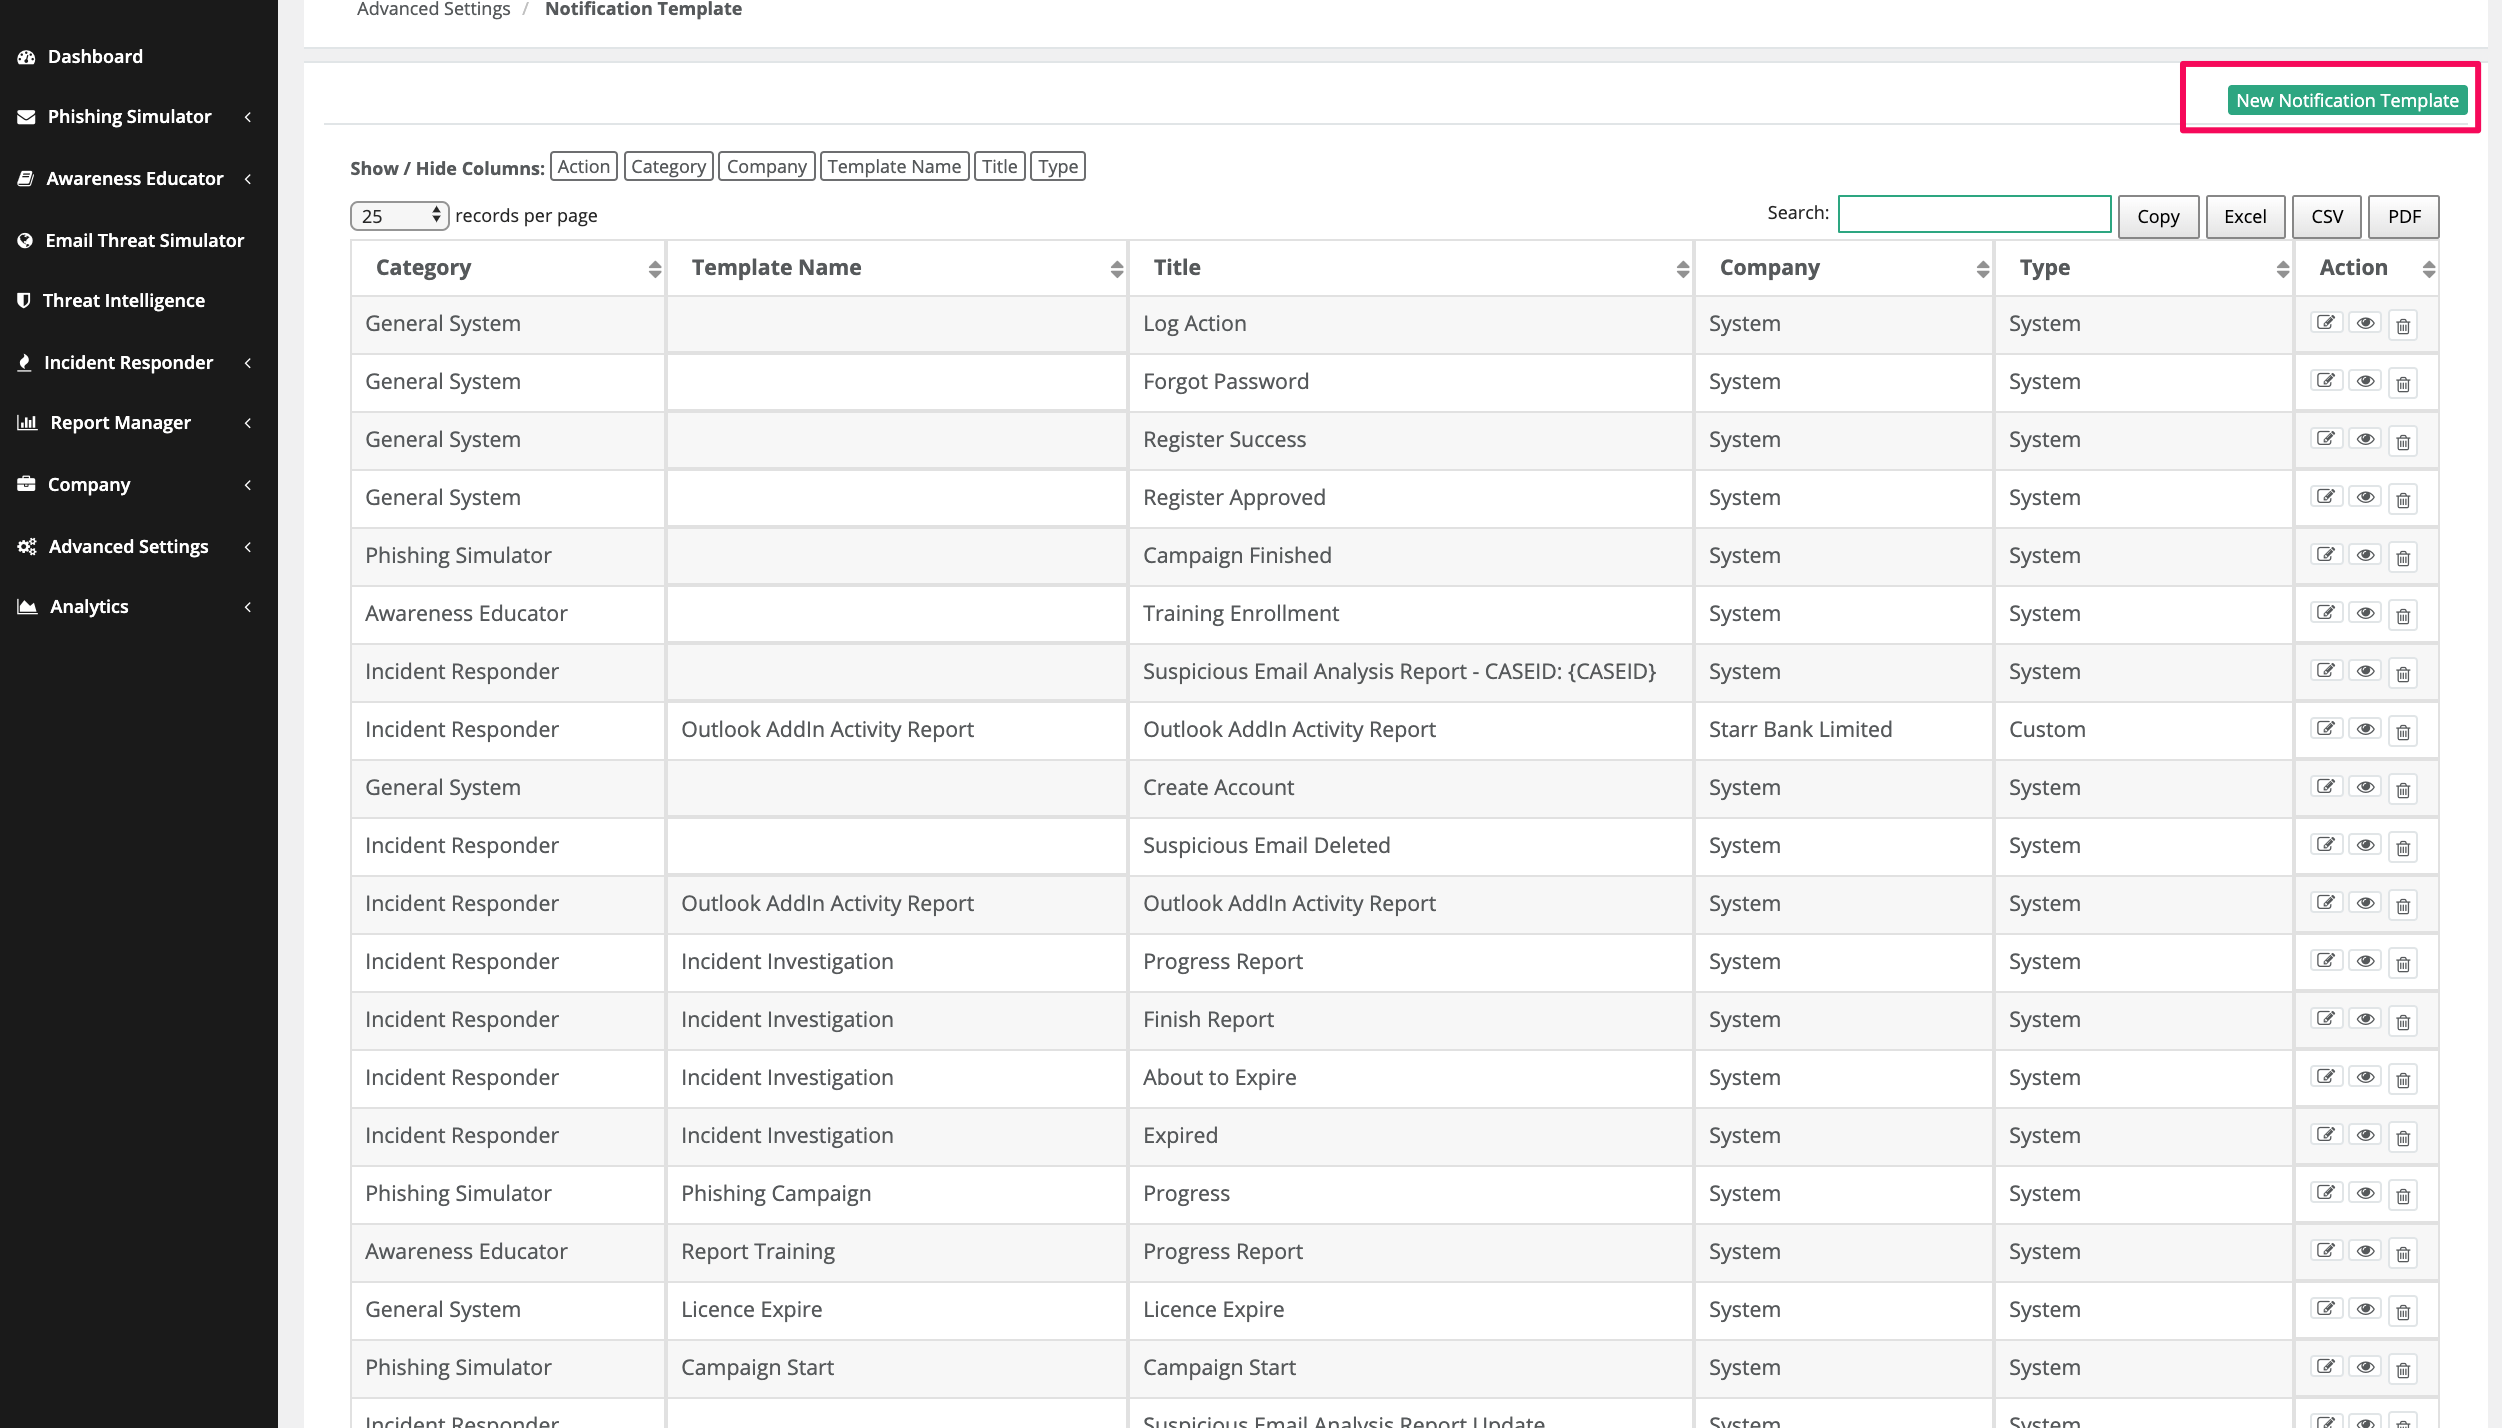 Advanced Settings / Notification Template
Dashboard
Phishing Simulator
Awareness Educator
Email Threat Simulator
Threat Intelligence
Incident Responder
Report Manager
Company
Advanced Settings
Analytics
New Notification Template
Show / Hide Columns: Action Category Company Template Name Title Type
25 records per page
Search: Copy Excel CSV PDF
Category Template Name Title Company Type Action
General System Log Action System System
General System Forgot Password System System
General System Register Success System System
General System Register Approved System System
Phishing Simulator Campaign Finished System System
Awareness Educator Training Enrollment System System
Incident Responder Suspicious Email Analysis Report - CASEID: {CASEID} System System
Incident Responder Outlook AddIn Activity Report Outlook AddIn Activity Report Starr Bank Limited Custom
General System Create Account System System
Incident Responder Suspicious Email Deleted System System
Incident Responder Outlook AddIn Activity Report Outlook AddIn Activity Report System System
Incident Responder Incident Investigation Progress Report System System
Incident Responder Incident Investigation Finish Report System System
Incident Responder Incident Investigation About to Expire System System
Incident Responder Incident Investigation Expired System System
Phishing Simulator Phishing Campaign Progress System System
Awareness Educator Report Training Progress Report System System
General System Licence Expire Licence Expire System System
Phishing Simulator Campaign Start Campaign Start System System
Incident Responder Suspicious Email Analysis Report Update System System